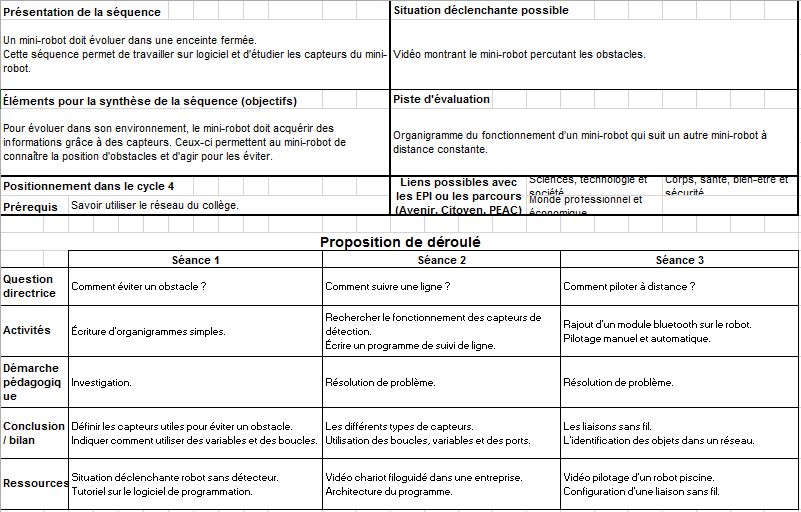 Présentation de la séquence
Situation déclenchante possible
Un mini-robot doit évoluer dans une enceinte fermée.
Cette séquence permet de travailler sur logiciel et d'étudier les capteurs du mini-
robot.
Vidéo montrant le mini-robot percutant les obstacles.
Éléments pour la synthèse de la séquence (objectifs)
Piste d'évaluation
Pour évoluer dans son environnement, le mini-robot doit acquérir des
informations grâce à des capteurs. Ceux-ci permettent au mini-robot de
connaître la position d'obstacles et d'agir pour les éviter.
Organigramme du fonctionnement d'un mini-robot qui suit un autre mini-robot à
distance constante.
Positionnement dans le cycle 4
Prérequis
Savoir utiliser le réseau du collège.
Liens possibles avec
les EPI ou les parcours
(Avenir, Citoyen, PEAC)
Sciences, technologie et
société
Corps, santé, bien-être et
sécurité
Monde professionnel et
économique
Proposition de déroulé
Séance 1
Séance 2
Séance 3
Question
directrice
Comment éviter un obstacle ?
Comment suivre une ligne ?
Comment piloter à distance ?
Activités
Écriture d'organigrammes simples.
Rechercher le fonctionnement des capteurs de
détection.
Écrire un programme de suivi de ligne.
Rajout d'un module bluetooth sur le robot.
Pilotage manuel et automatique.
Démarche
pédagogiq
ue
Investigation.
Résolution de problème.
Résolution de problème.
Conclusion
/ bilan
Définir les capteurs utiles pour éviter un obstacle.
Indiquer comment utiliser des variables et des boucles.
Les différents types de capteurs.
Utilisation des boucles, variables et des ports.
Les liaisons sans fil.
L'identification des objets dans un réseau.
Ressources
Situation déclenchante robot sans détecteur.
Tutoriel sur le logiciel de programmation.
Vidéo chariot filoguidé dans une entreprise.
Architecture du programme.
Vidéo pilotage d'un robot piscine.
Configuration d'une liaison sans fil.